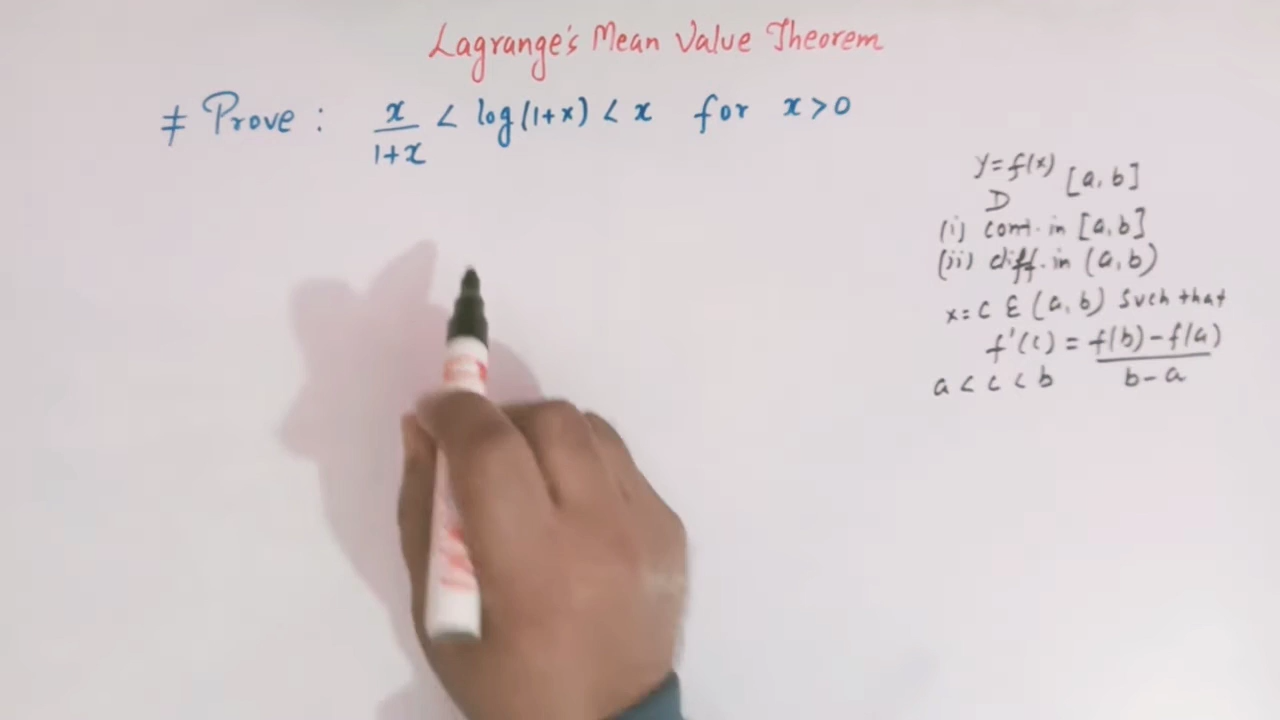 Lagrange's Mean Value Theorem
# Prove : x/1+x < log(1+x) < x for x>0
y=f(x) [a,b]
D
(i) cont. in [a,b]
(ii) diff. in (a,b)
x=c ε (a,b) such that
f'(c) = f(b)-f(a)/b-a
a<c<b